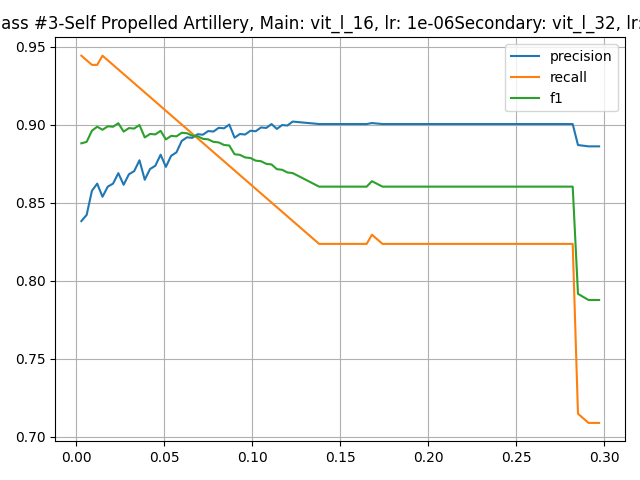 ass #3-Self Propelled Artillery, Main: vit_l_16, lr: 1e-06Secondary: vit_l_32, lr:
0.95
0.90
0.85
0.80
0.75
0.70
precision
recall
f1
0.00 0.05 0.10 0.15 0.20 0.25 0.30